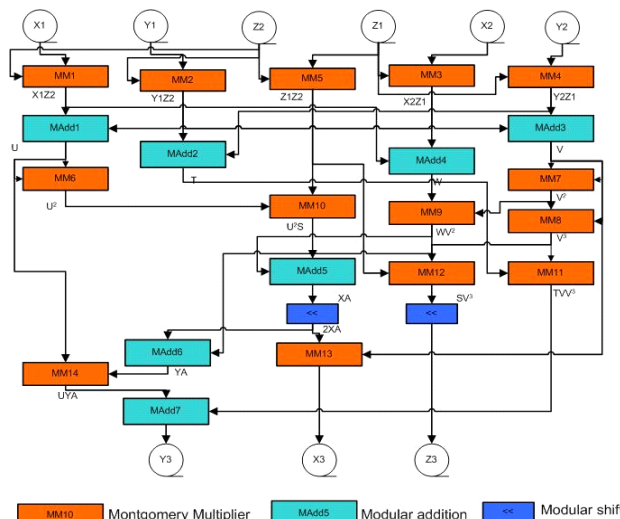 X1 Y1 Z2 Z1 X2 Y2
MM1 MM2 MM5 MM3 MM4
X1Z2 Y1Z2 Z1Z2 X2Z1 Y2Z1
MAdd1 MAdd3
MAdd2 MAdd4
U V
MM6 T W MM7
U² V²
MM10 MM9 MM8
U²S WV² V³
MAdd5 MM12 MM11
XA SV³ TVV³
<< <<
2XA
MAdd6 MM13
YA
MM14
UYA
MAdd7
Y3 X3 Z3
MM10 Montgomery Multiplier MAdd5 Modular addition << Modular shift